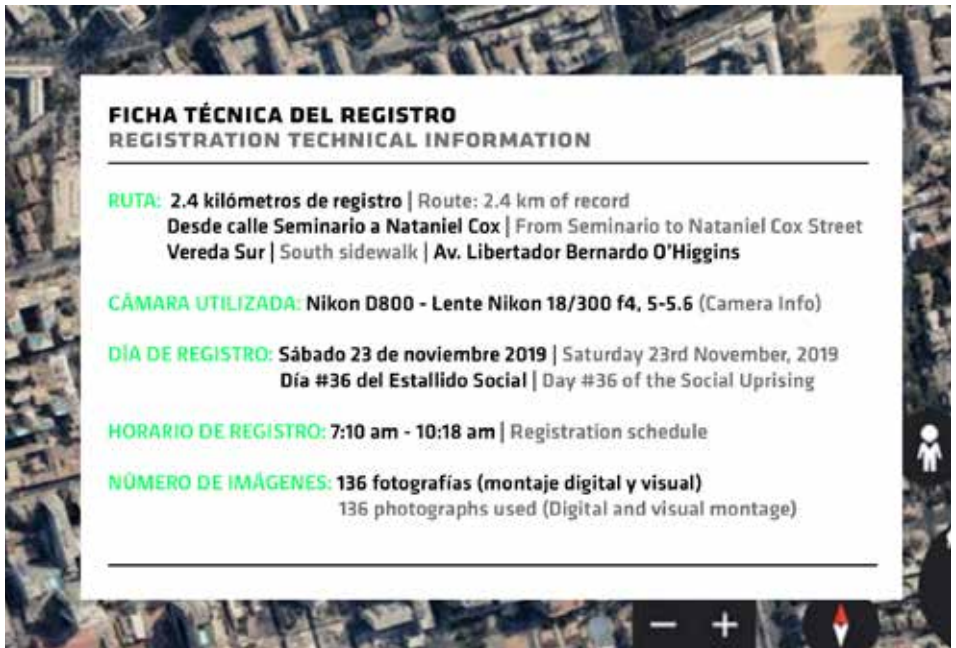 FICHA TÉCNICA DEL REGISTRO
REGISTRATION TECHNICAL INFORMATION
RUTA: 2.4 kilómetros de registro | Route: 2.4 km of record
Desde calle Seminario a Nataniel Cox | From Seminario to Nataniel Cox Street
Vereda Sur | South sidewalk | Av. Libertador Bernardo O'Higgins
CÁMARA UTILIZADA: Nikon D800 - Lente Nikon 18/300 f4, 5-5.6 (Camera Info)
DÍA DE REGISTRO: Sábado 23 de noviembre 2019 | Saturday 23rd November, 2019
Día #36 del Estallido Social | Day #36 of the Social Uprising
HORARIO DE REGISTRO: 7:10 am - 10:18 am | Registration schedule
NÚMERO DE IMÁGENES: 136 fotografías (montaje digital y visual)
136 photographs used (Digital and visual montage)